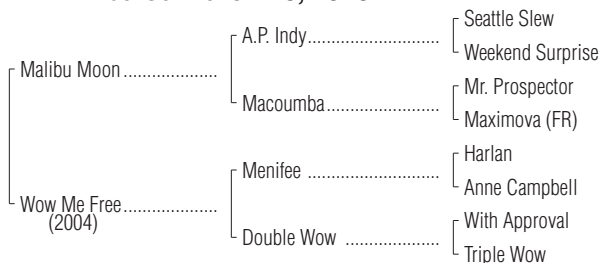 Seattle Slew
A.P. Indy
Weekend Surprise
Malibu Moon
Mr. Prospector
Macoumba
Maximova (FR)
Harlan
Menifee
Anne Campbell
Wow Me Free
(2004)
With Approval
Double Wow
Triple Wow